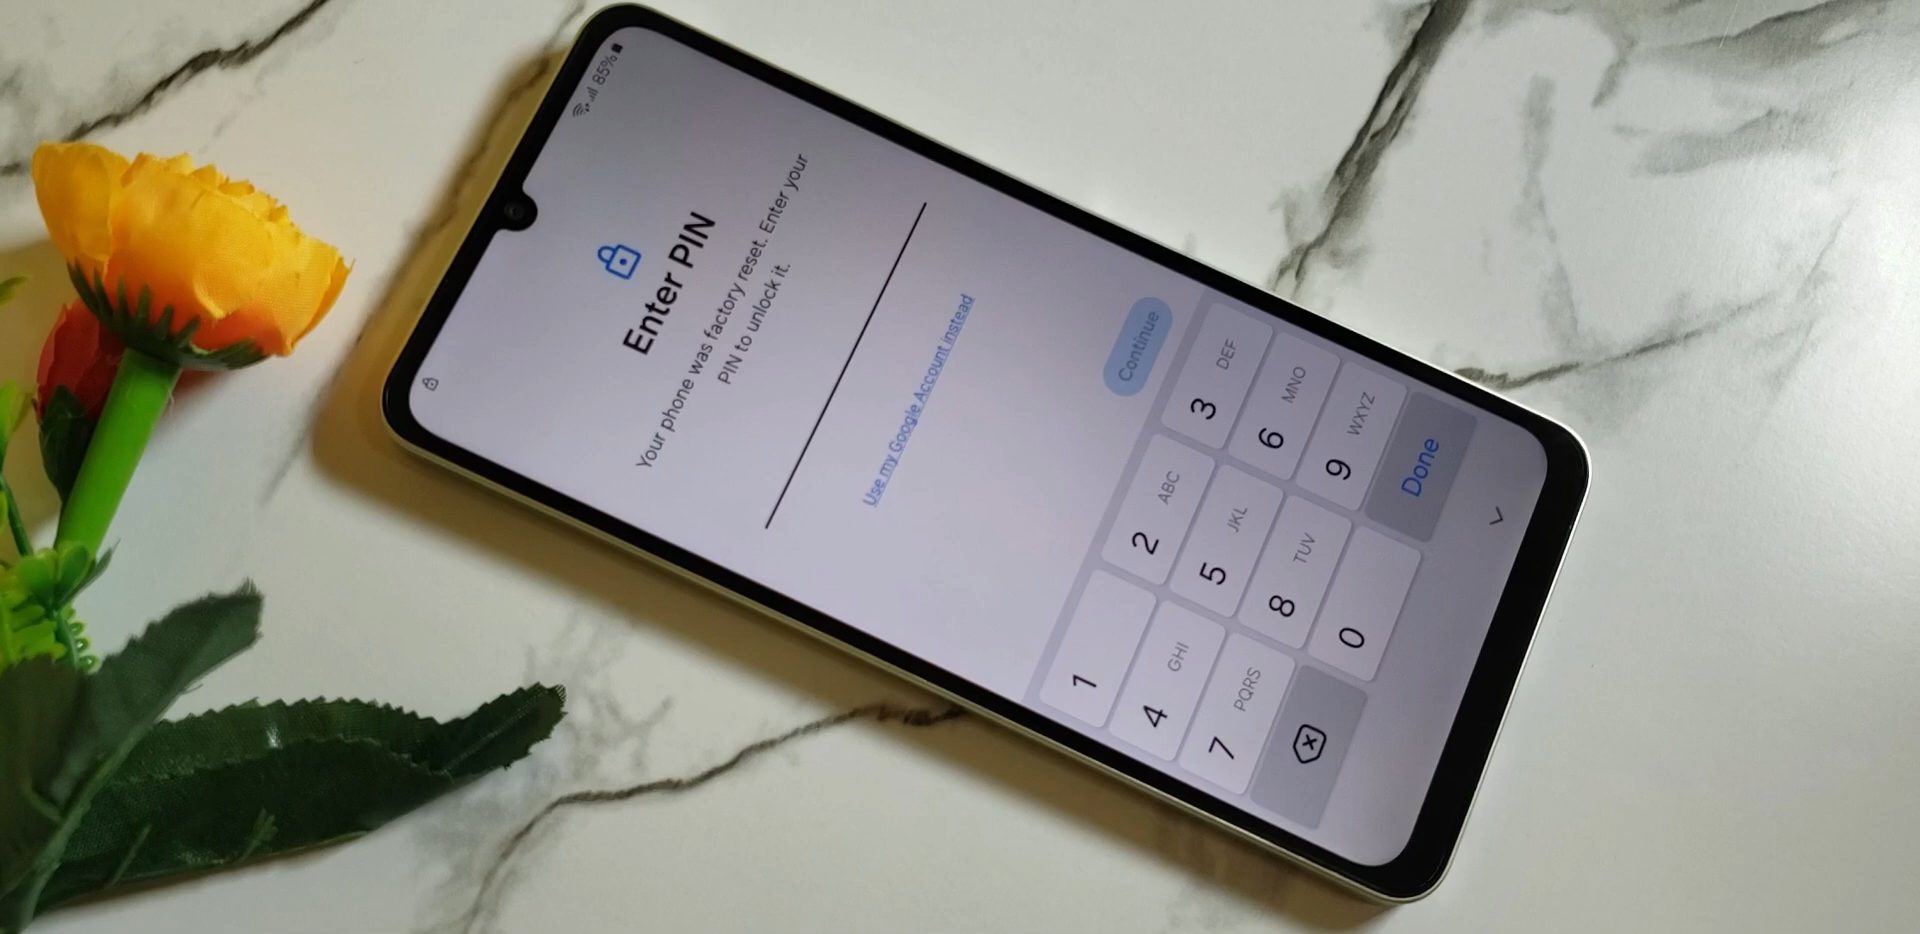 85%
Enter PIN
Your phone was factory reset. Enter your
PIN to unlock it.
Use my Google Account instead
Continue
1
2 ABC
3 DEF
4 GHI
5 JKL
6 MNO
7 PQRS
8 TUV
9 WXYZ
0
Done